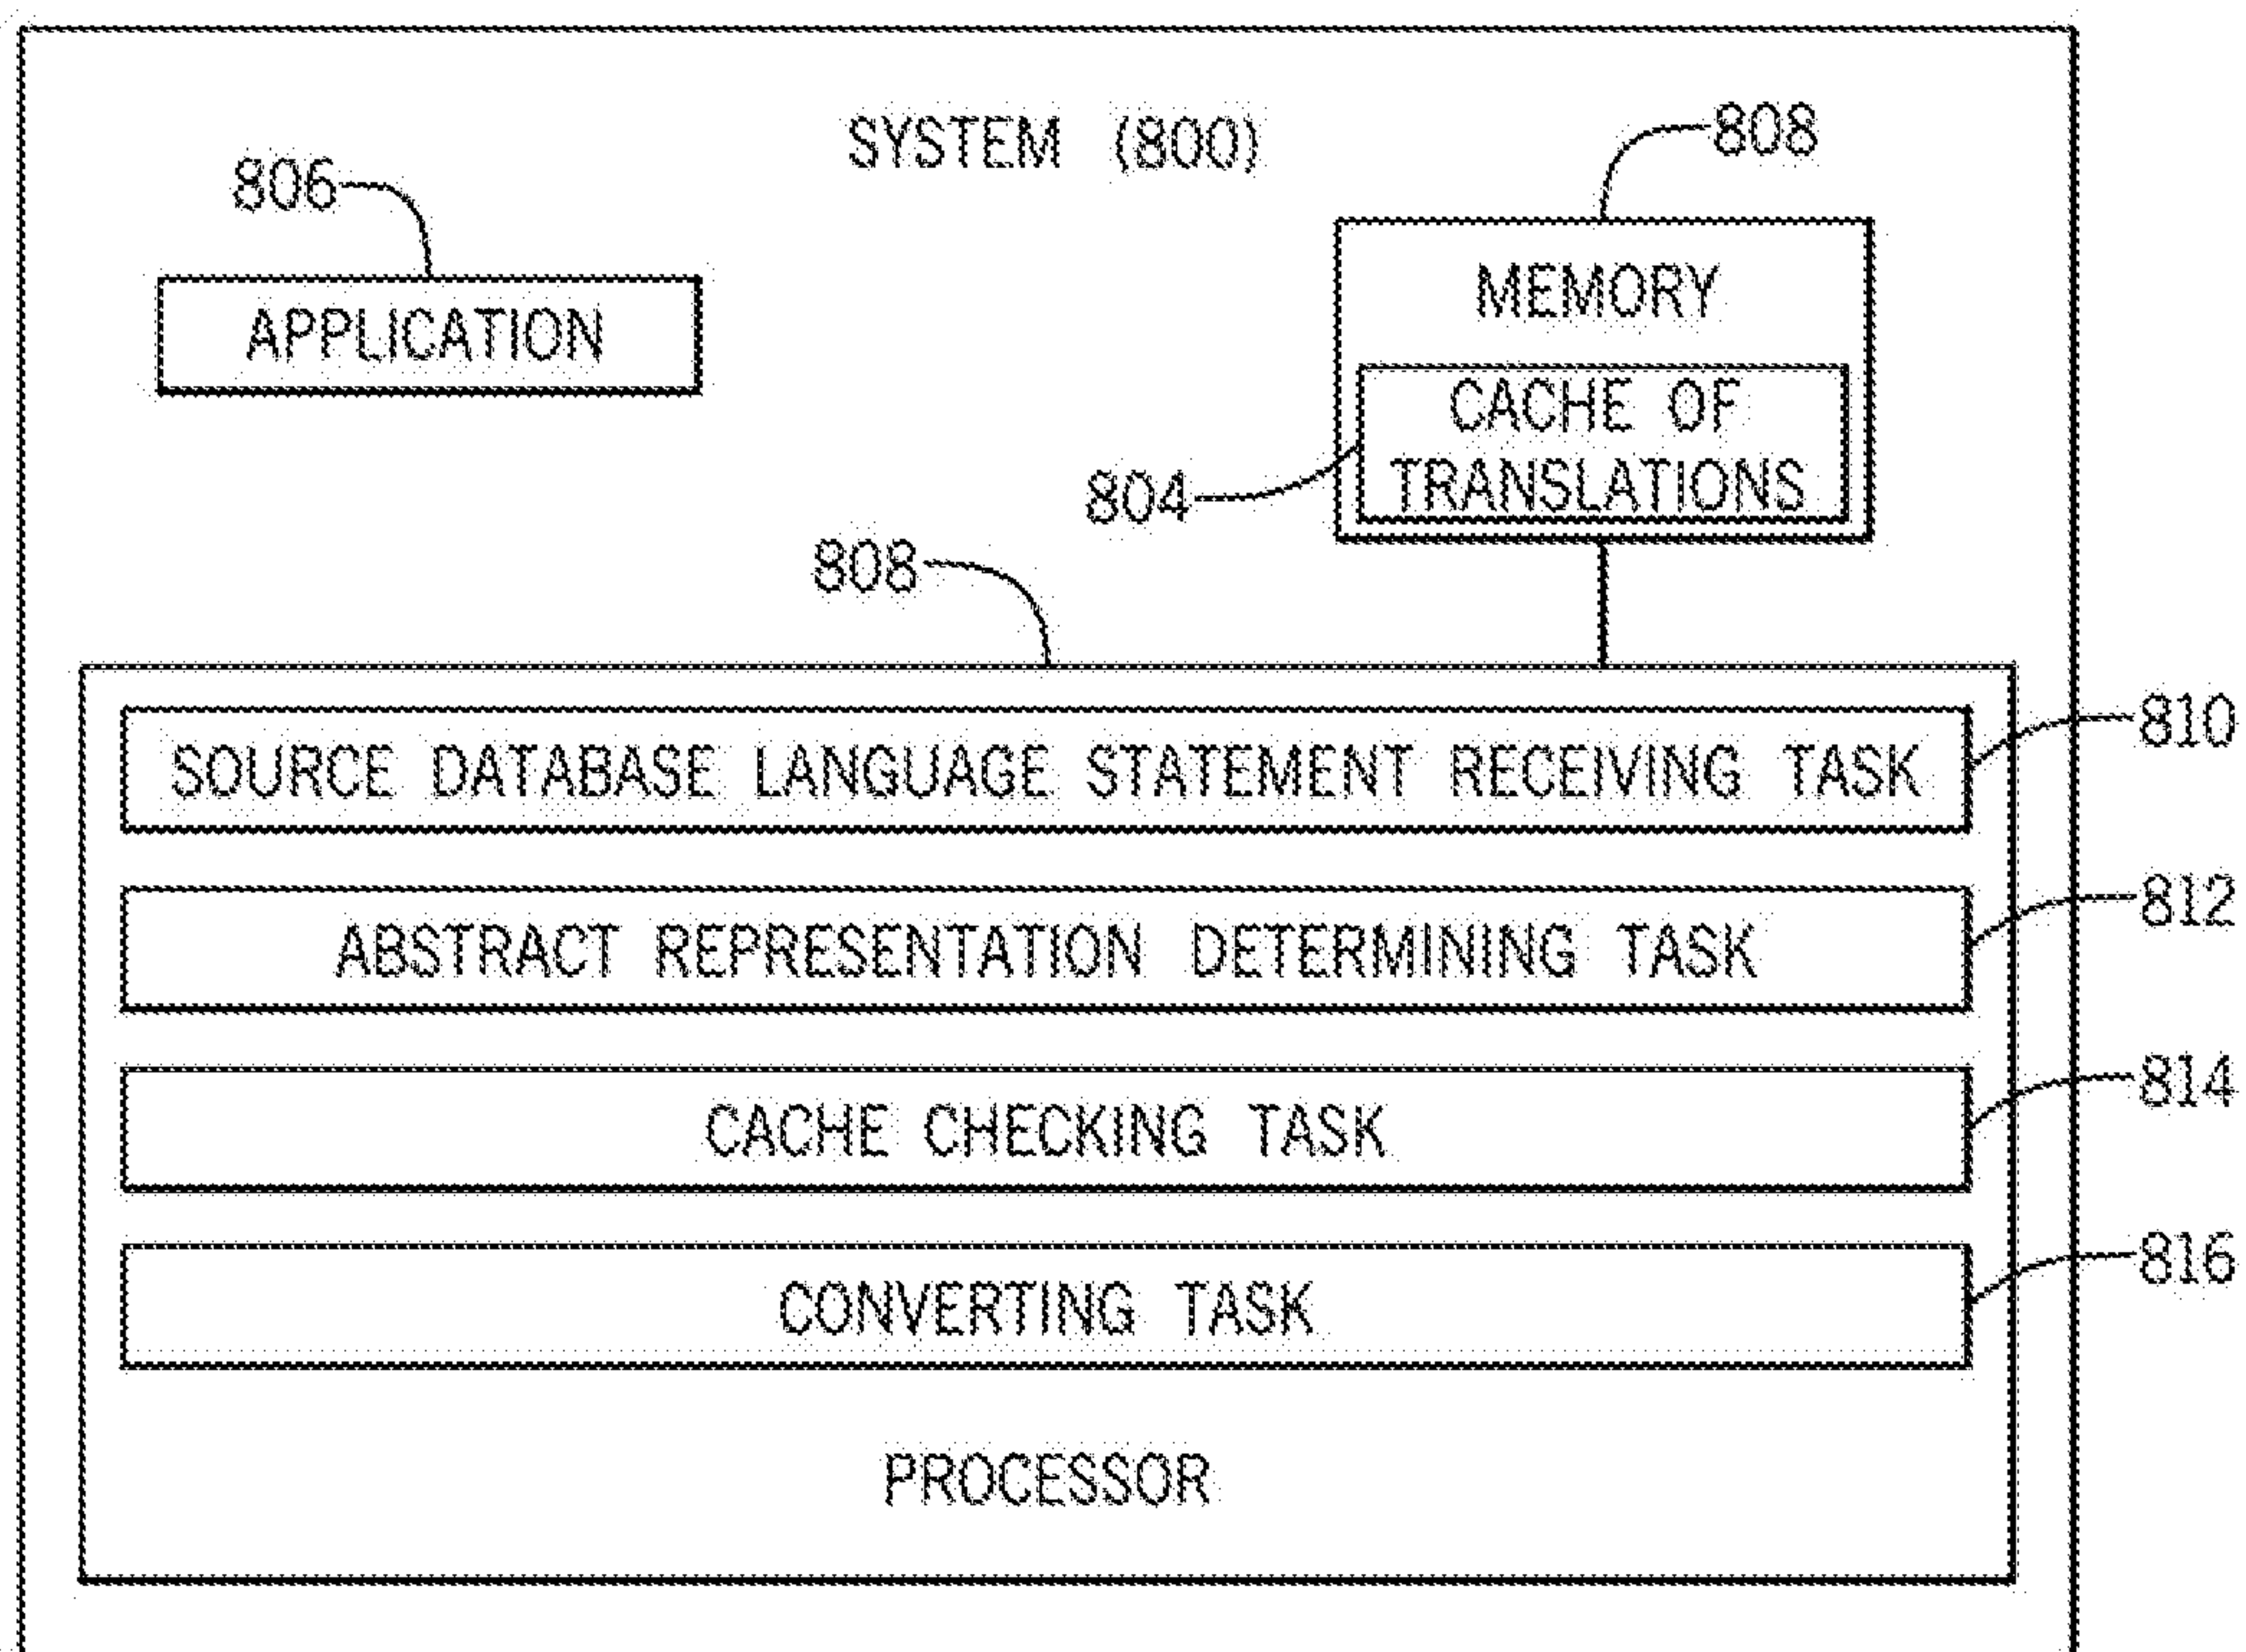 SYSTEM (800)
808
806
APPLICATION
MEMORY
CACHE OF
TRANSLATIONS
804
808
SOURCE DATABASE LANGUAGE STATEMENT RECEIVING TASK
810
ABSTRACT REPRESENTATION DETERMINING TASK
812
CACHE CHECKING TASK
814
CONVERTING TASK
816
PROCESSOR